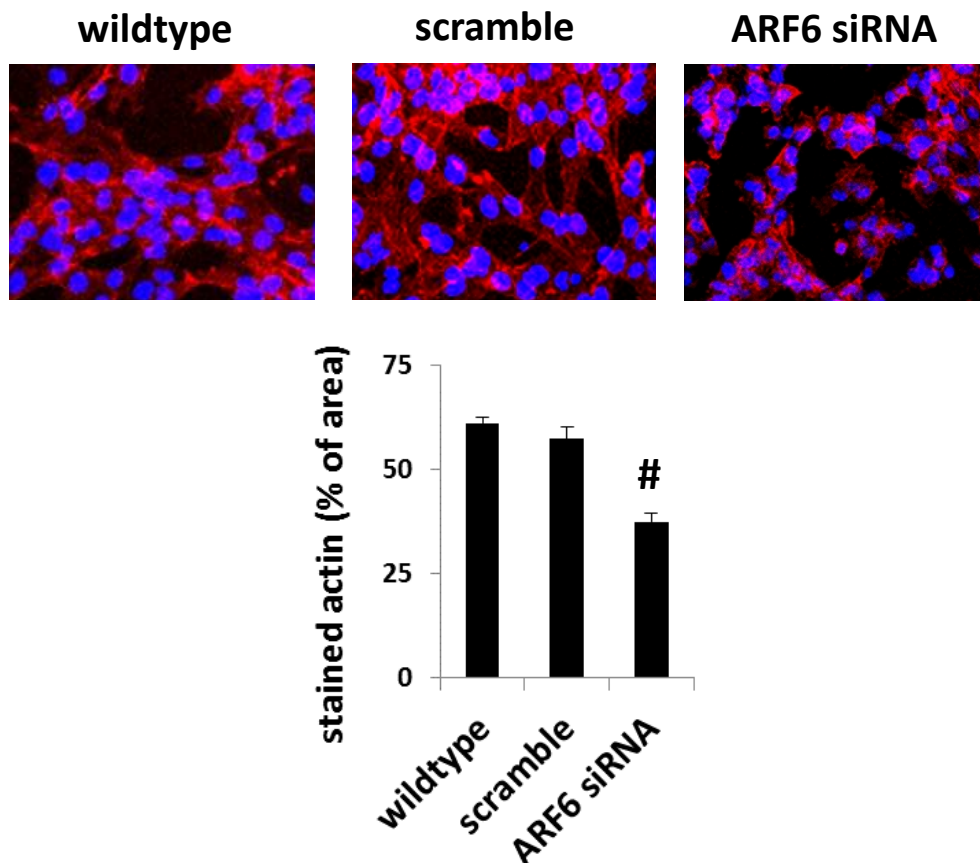 wildtype
scramble
ARF6 siRNA
stained actin (% of area)
75
50
25
0
#
wildtype
scramble
ARF6 siRNA